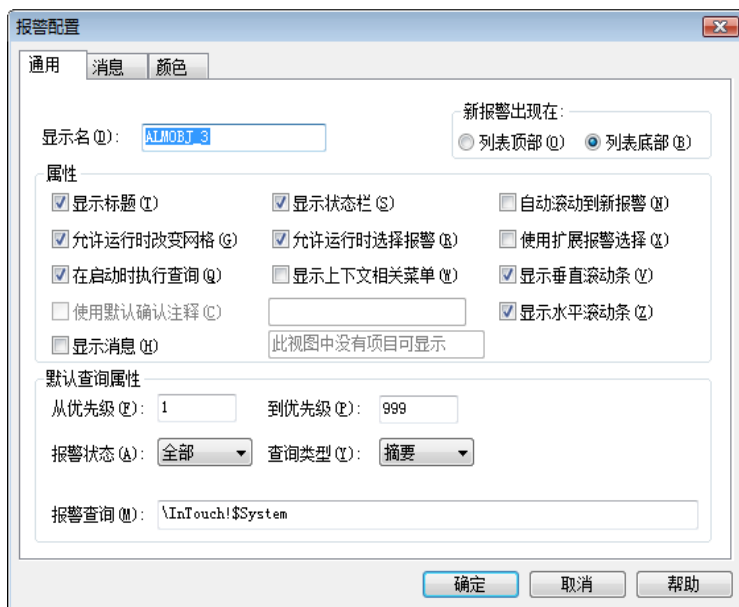 报警配置
通用 消息 颜色
新报警出现在:
显示名(D): ALMOBJ_3 列表顶部(O) 列表底部(B)
属性
显示标题(T) 显示状态栏(S) 自动滚动到新报警(N)
允许运行时改变网格(G) 允许运行时选择报警(R) 使用扩展报警选择(X)
在启动时执行查询(Q) 显示上下文相关菜单(W) 显示垂直滚动条(V)
使用默认确认注释(C) 显示水平滚动条(Z)
显示消息(H) 此视图中没有项目可显示
默认查询属性
从优先级(F): 1 到优先级(P): 999
报警状态(A): 全部 查询类型(Y): 摘要
报警查询(M): \InTouch!$System
确定 取消 帮助